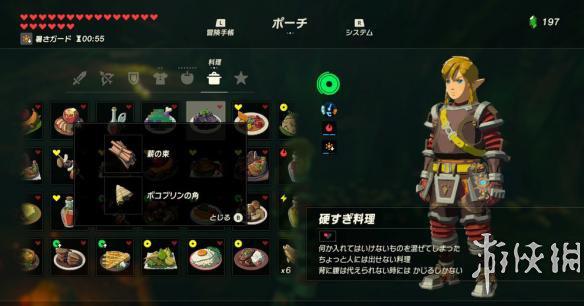 L
ポーチ
R
冒険手帳
システム
197
暑さガード 00:55
料理
薪の束
ボコブリンの角
とじる B
×6
硬すぎ料理
何か入れてはいけないものを混ぜてしまった
ちょっと人には出せない料理
背に腹は代えられない時には かじるしかない
游侠網